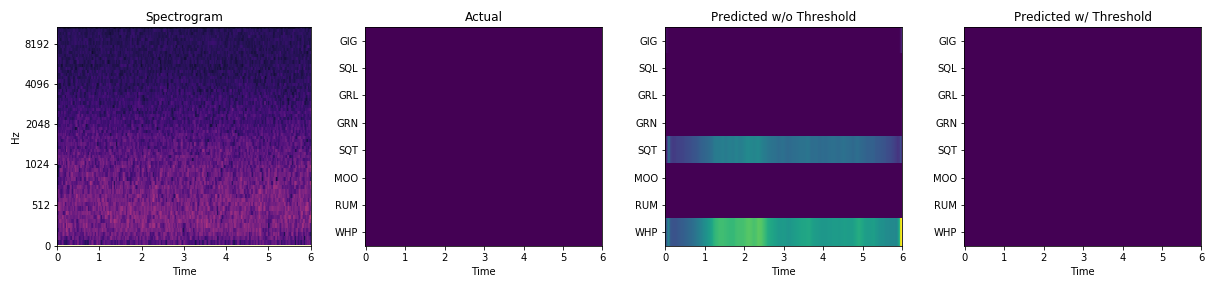 Spectrogram
8192
4096
2048
1024
512
0
Hz
0 1 2 3 4 5 6
Time
Actual
GIG
SQL
GRL
GRN
SQT
MOO
RUM
WHP
0 1 2 3 4 5 6
Time
Predicted w/o Threshold
GIG
SQL
GRL
GRN
SQT
MOO
RUM
WHP
0 1 2 3 4 5 6
Time
Predicted w/ Threshold
GIG
SQL
GRL
GRN
SQT
MOO
RUM
WHP
0 1 2 3 4 5 6
Time